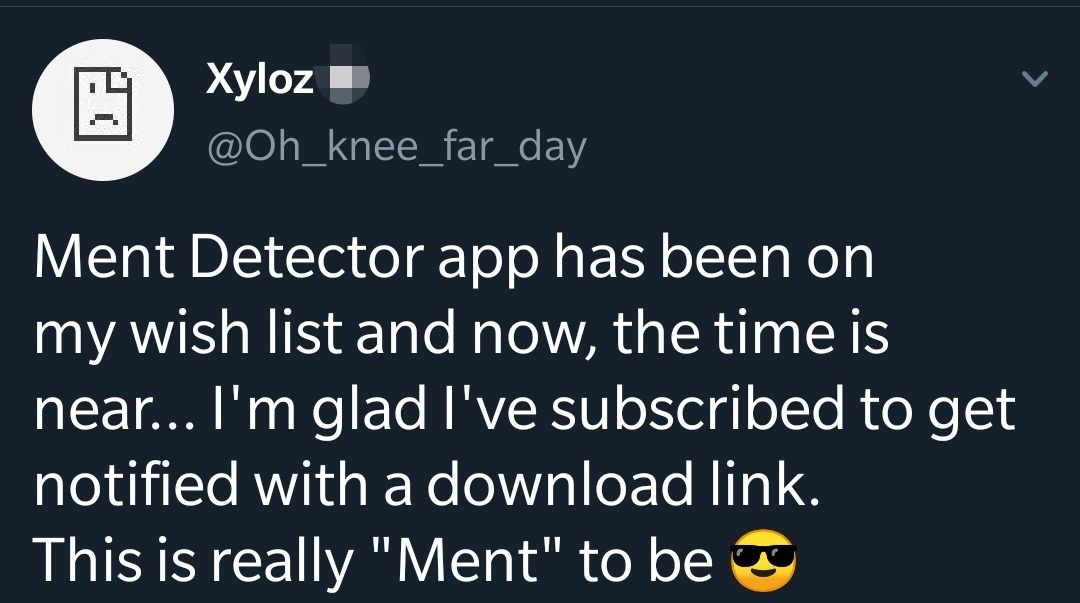 Xyloz
@Oh_knee_far_day
Ment Detector app has been on
my wish list and now, the time is
near... I'm glad I've subscribed to get
notified with a download link.
This is really "Ment" to be 😎